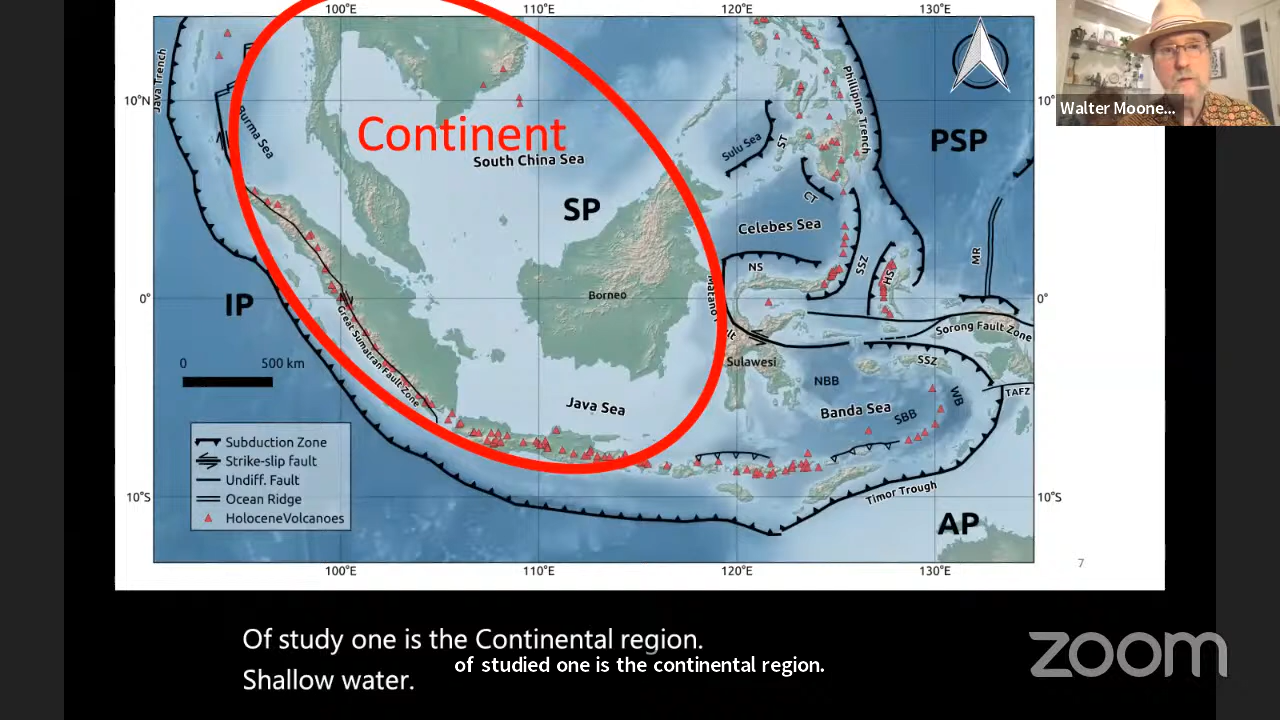 100°E
110°E
120°E
130°E
Java Trench
10°N
Burma Sea
Continent
South China Sea
SP
Sulu Sea
ST
Phillipine Trench
PSP
10°
Walter Moone...
CT
Celebes Sea
NS
SSZ
HS
MR
0°
IP
Borneo
Great Sumatran Fault Zone
Sulawesi
Sorong Fault Zone
0°
0
500 km
SSZ
TAFZ
NBB
WB
Java Sea
Banda Sea
SBB
Subduction Zone
Strike-slip fault
Undiff. Fault
Ocean Ridge
HoloceneVolcanoes
10°S
Timor Trough
10°S
AP
100°E
110°E
120°E
130°E
7
Of study one is the Continental region.
of studied one is the continental region.
Shallow water.
zoom